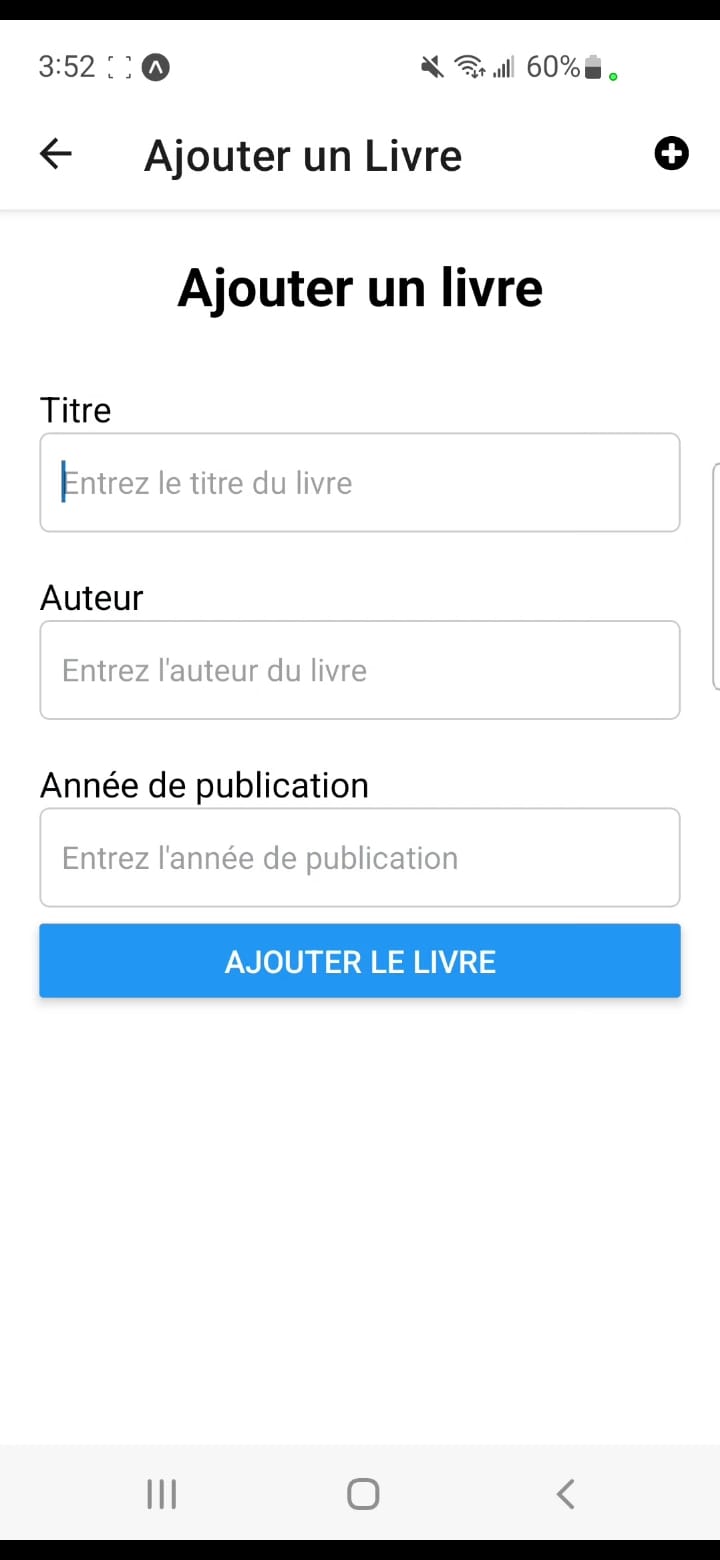 3:52 60%
Ajouter un Livre
Ajouter un livre
Titre
Entrez le titre du livre
Auteur
Entrez l'auteur du livre
Année de publication
Entrez l'année de publication
AJOUTER LE LIVRE